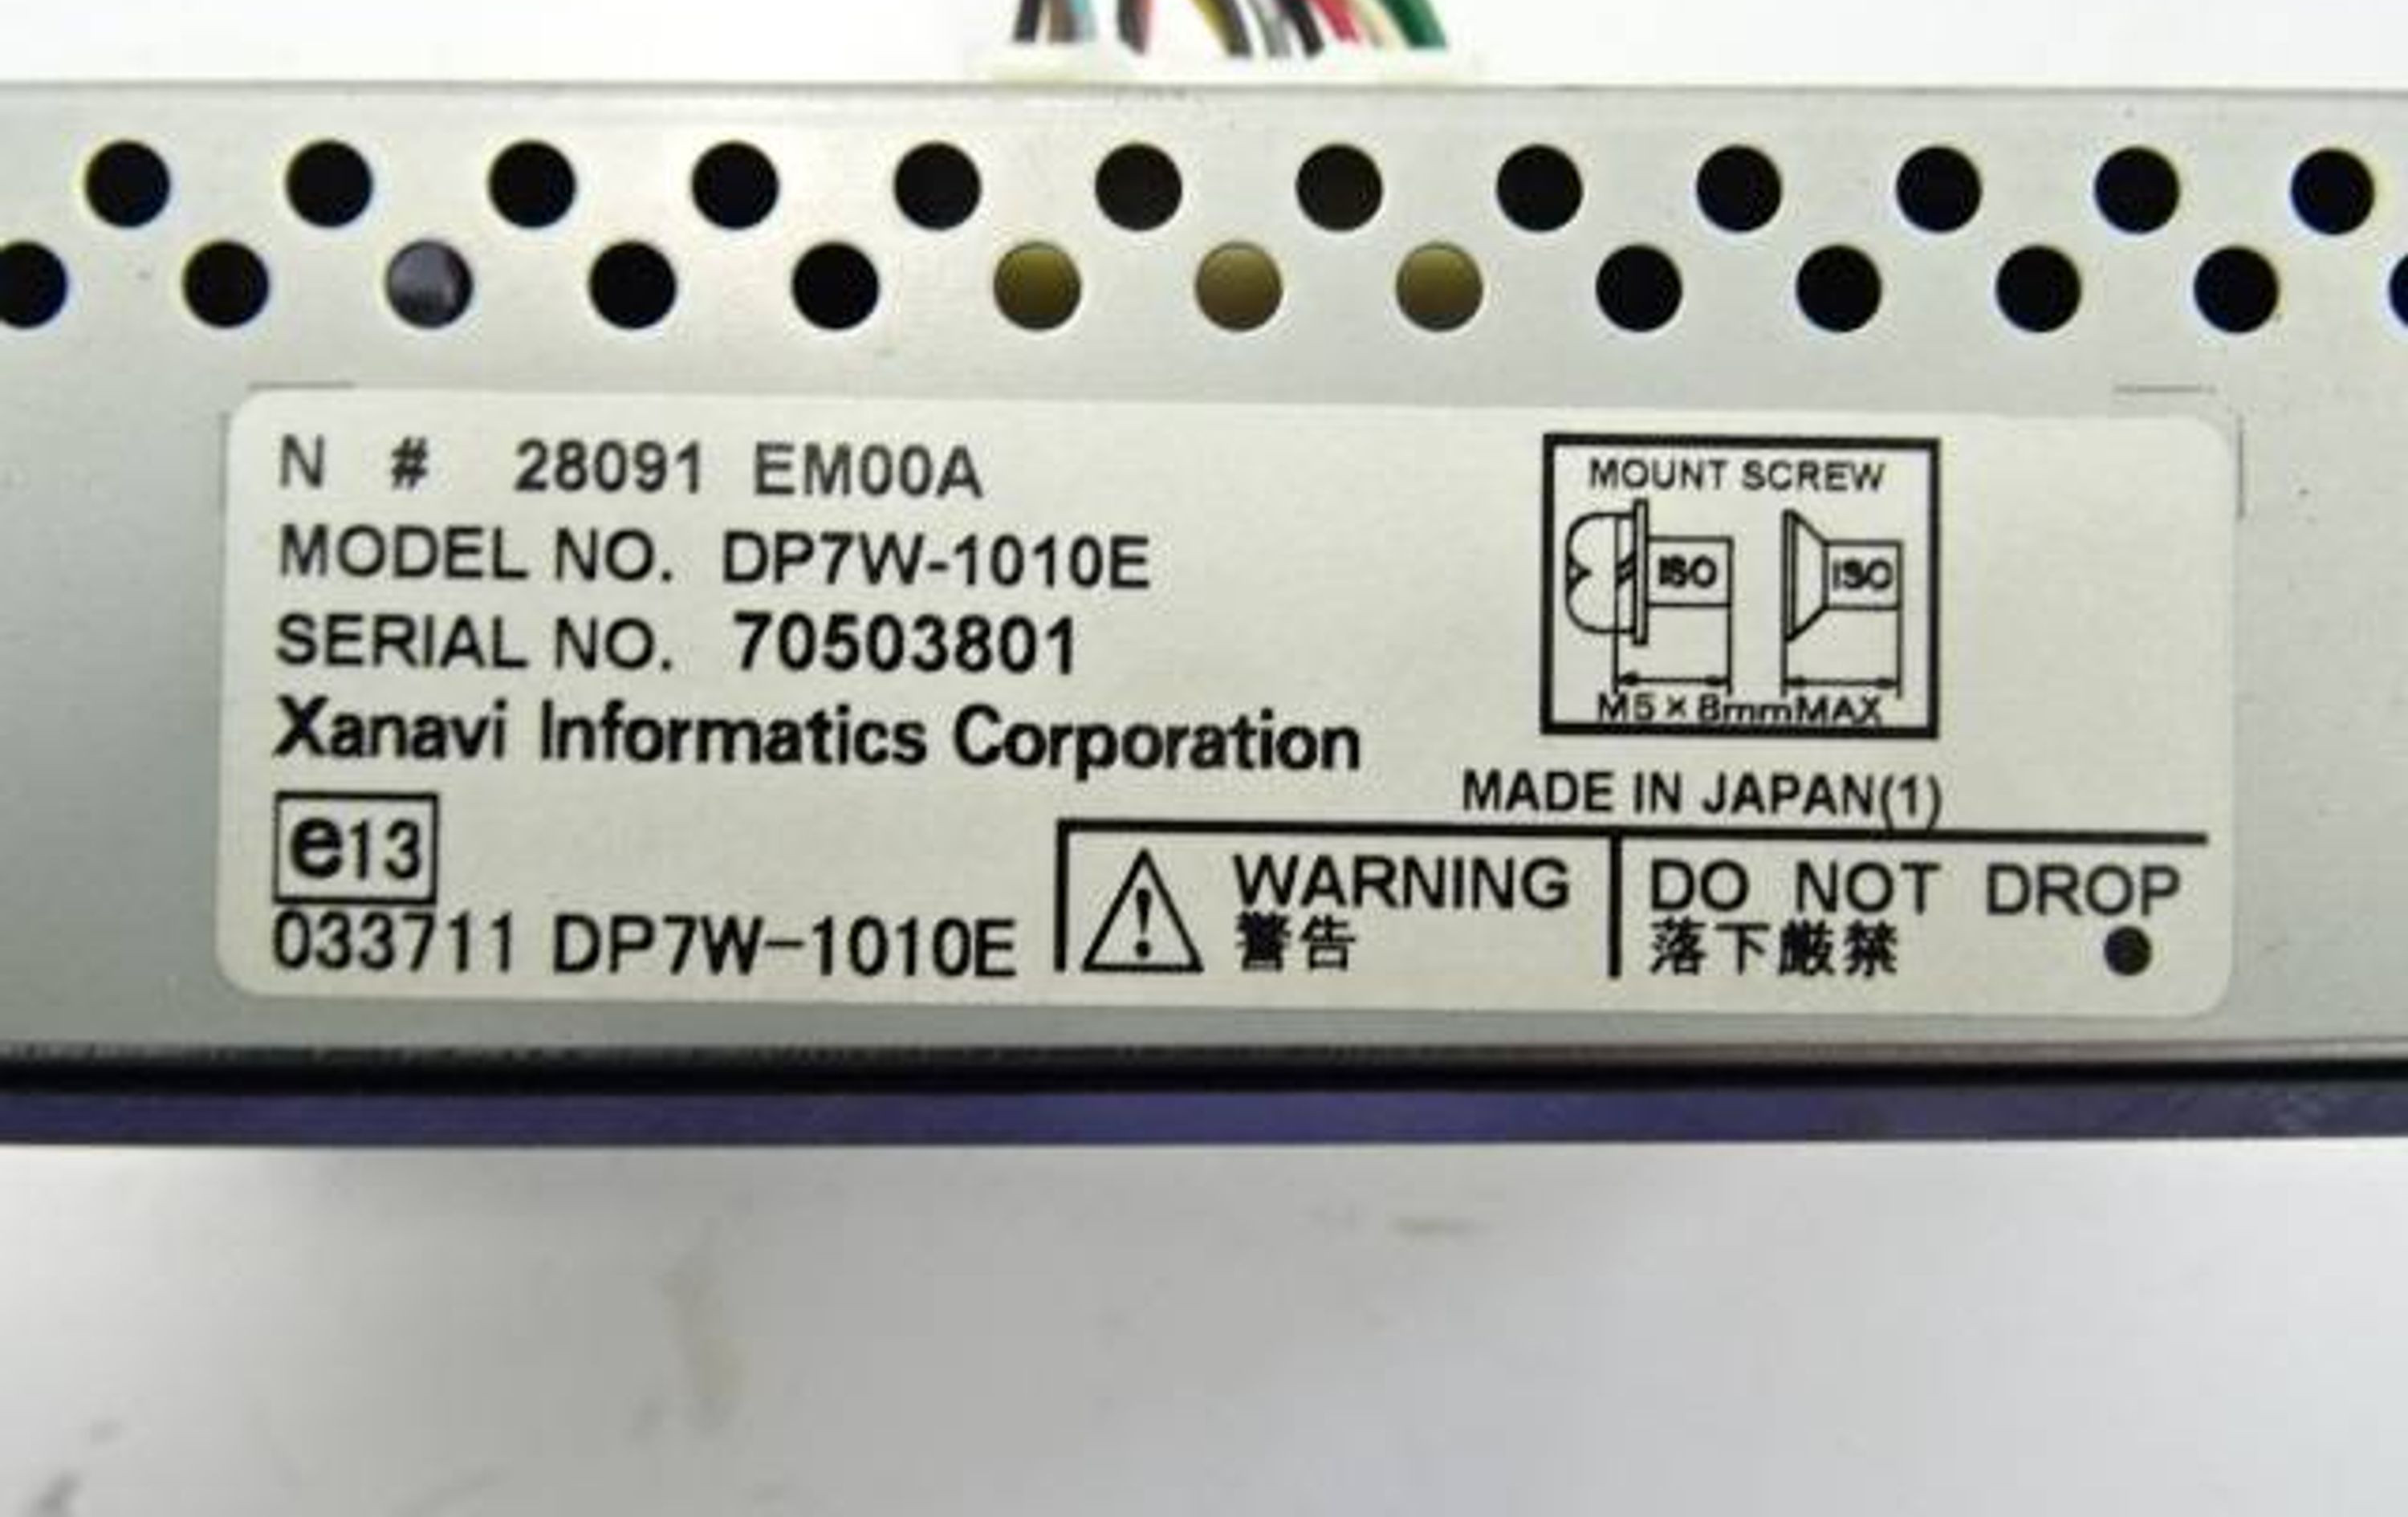 N # 28091 EM00A
MODEL NO. DP7W-1010E
SERIAL NO. 70503801
Xanavi Informatics Corporation
e13
033711 DP7W-1010E
MOUNT SCREW
ISO ISO
M5×8mmMAX
MADE IN JAPAN(1)
WARNING
警告
DO NOT DROP
落下厳禁